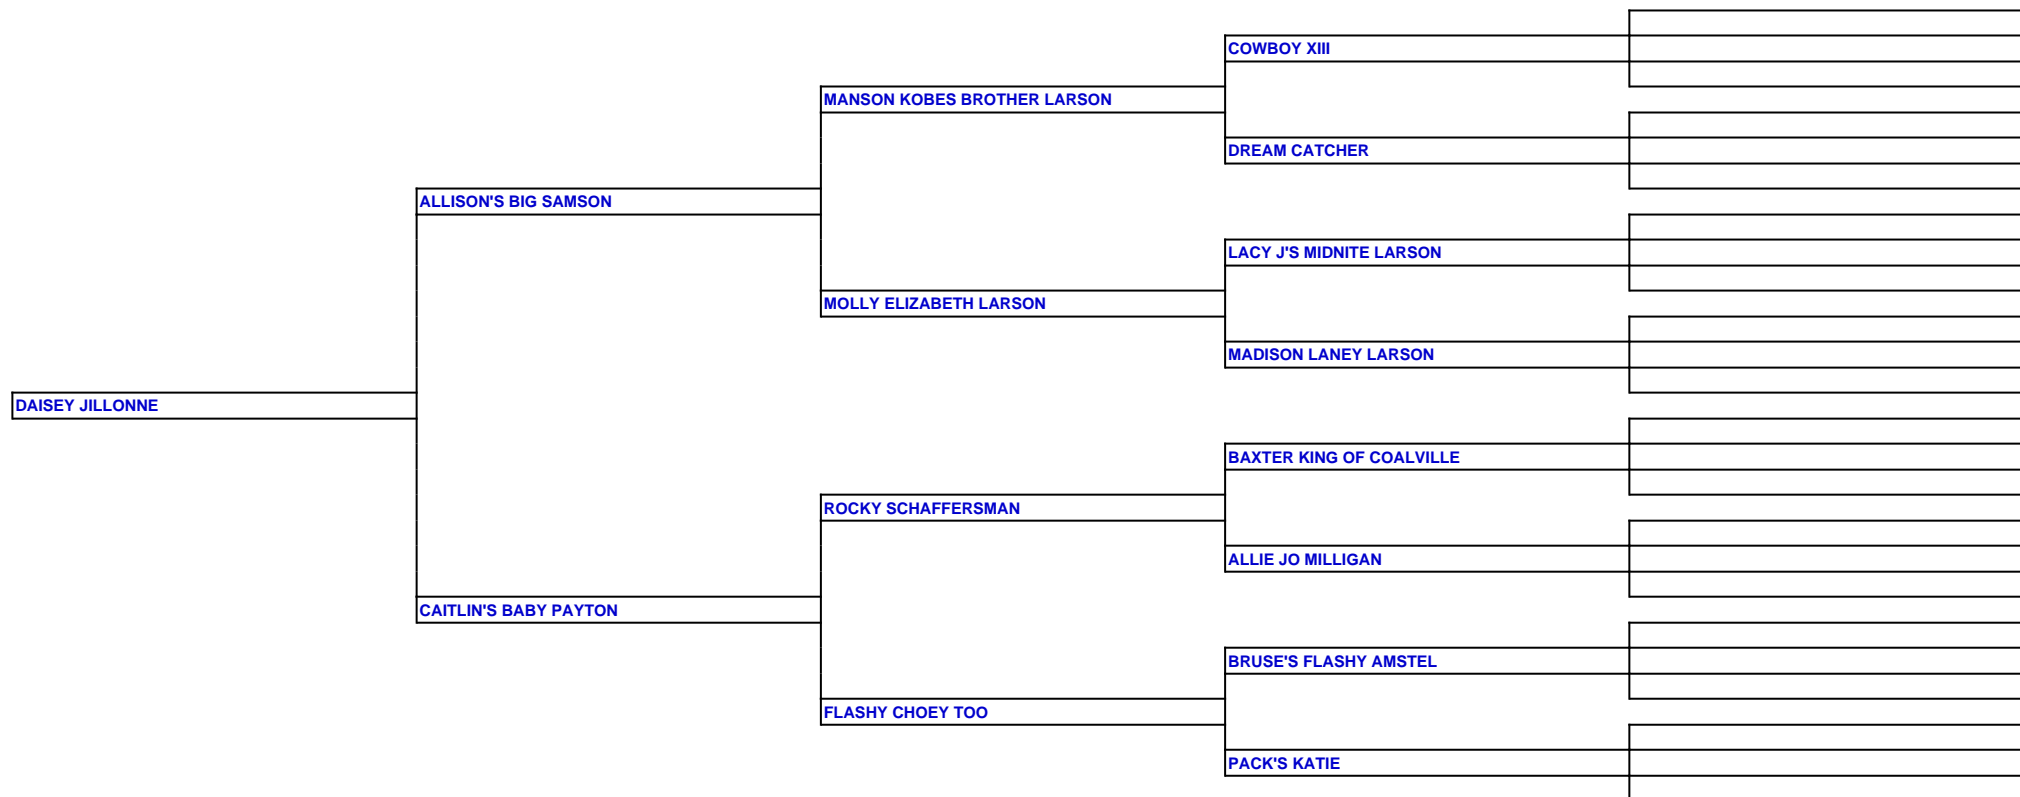 COWBOY XIII
MANSON KOBES BROTHER LARSON
DREAM CATCHER
ALLISON'S BIG SAMSON
LACY J'S MIDNITE LARSON
MOLLY ELIZABETH LARSON
MADISON LANEY LARSON
DAISEY JILLONNE
BAXTER KING OF COALVILLE
ROCKY SCHAFFERSMAN
ALLIE JO MILLIGAN
CAITLIN'S BABY PAYTON
BRUSE'S FLASHY AMSTEL
FLASHY CHOEY TOO
PACK'S KATIE